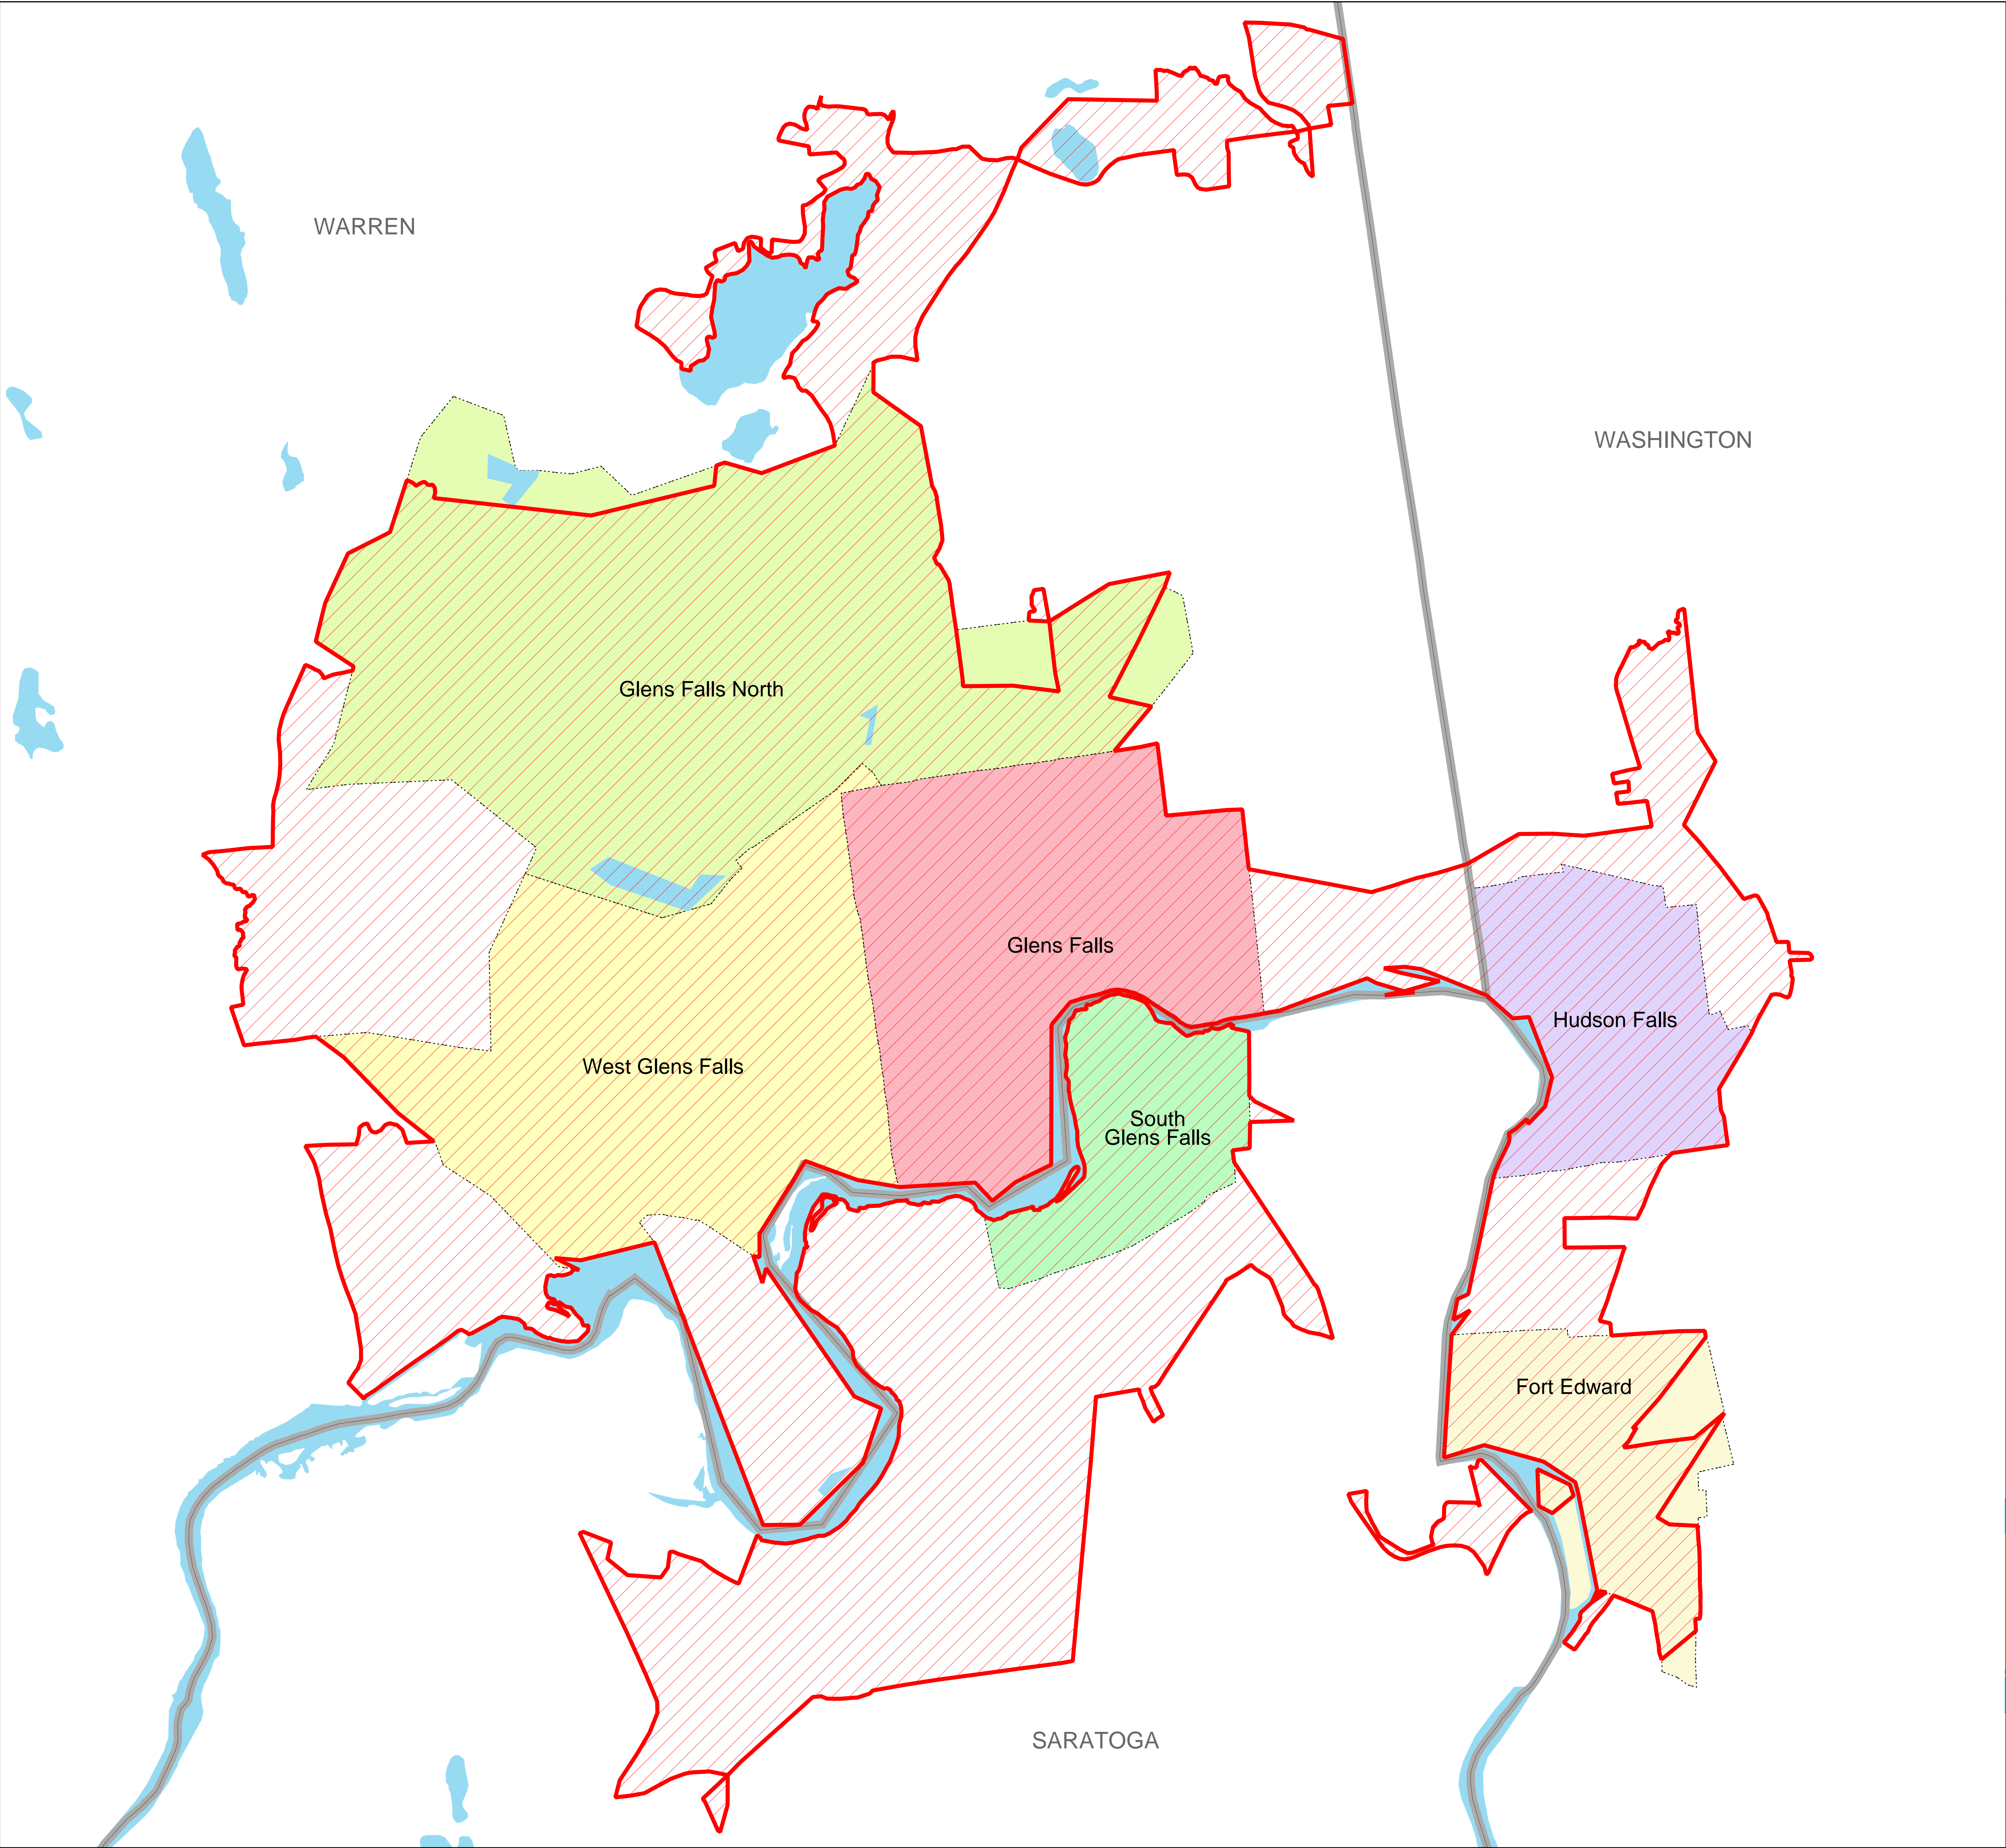 WARREN
WASHINGTON
Glens Falls North
Glens Falls
Hudson Falls
West Glens Falls
South
Glens Falls
Fort Edward
SARATOGA